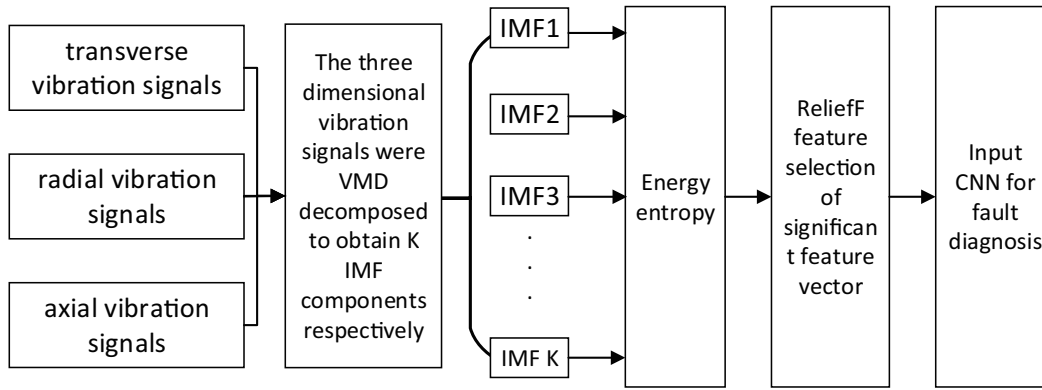 transverse
vibration signals
radial vibration
signals
axial vibration
signals
The three
dimensional
vibration
signals were
VMD
decomposed
to obtain K
IMF
components
respectively
IMF1
IMF2
IMF3
.
.
.
IMF K
Energy
entropy
ReliefF
feature
selection
of
significan
t feature
vector
Input
CNN for
fault
diagnosis